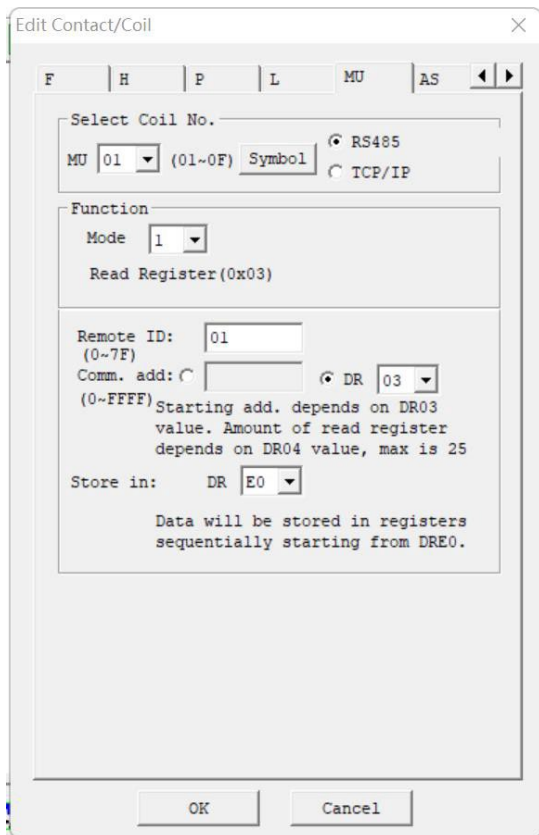 Edit Contact/Coil
F H P L MU AS
Select Coil No.
MU 01 (01~0F) Symbol
RS485
TCP/IP
Function
Mode 1
Read Register(0x03)
Remote ID: 01
(0~7F)
Comm. add: DR 03
(0~FFFF)
Starting add. depends on DR03
value. Amount of read register
depends on DR04 value, max is 25
Store in: DR E0
Data will be stored in registers
sequentially starting from DRE0.
OK Cancel